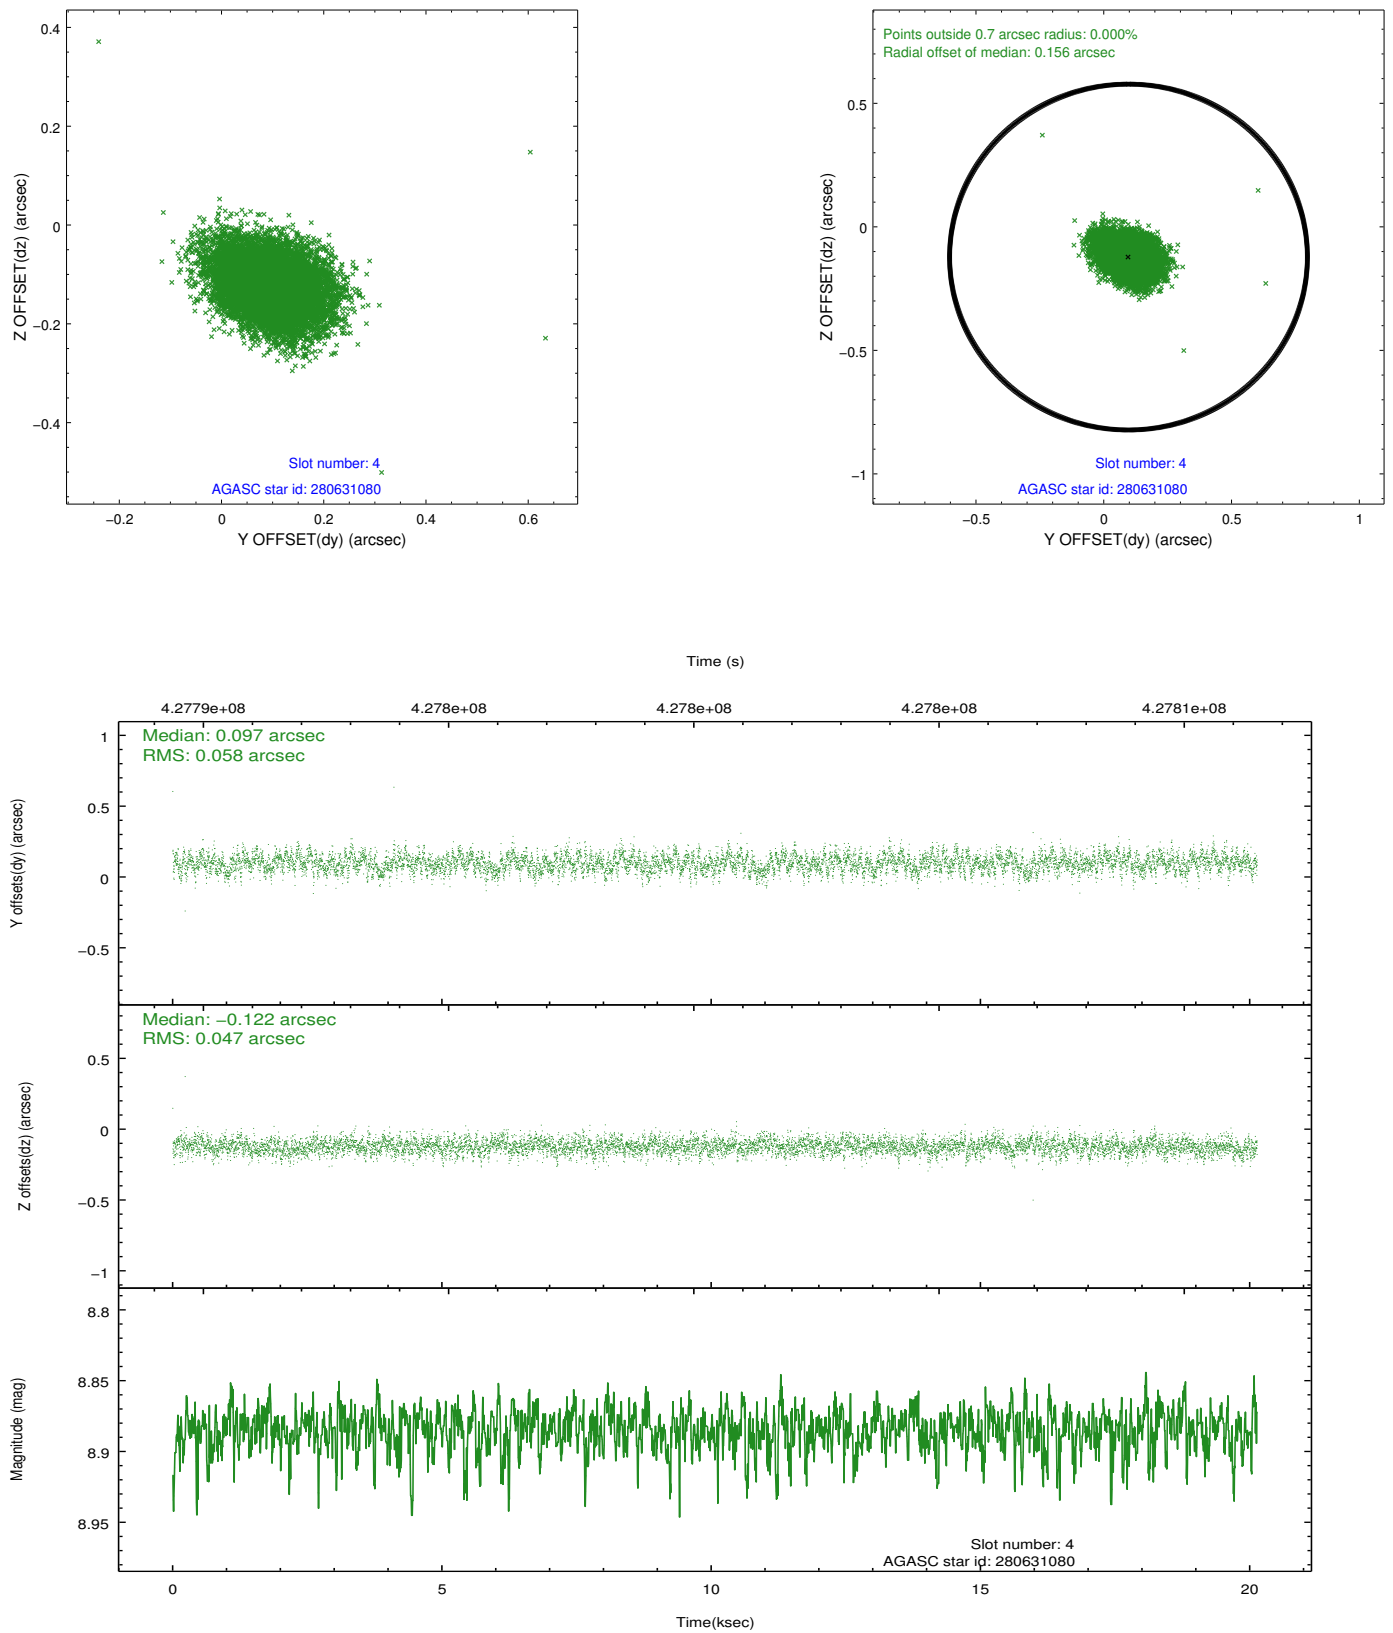 0.4
0.2
0
−0.2
−0.4
Z OFFSET(dz) (arcsec)
Slot number: 4
AGASC star id: 280631080
−0.2
0
0.2
0.4
0.6
Y OFFSET(dy) (arcsec)
Points outside 0.7 arcsec radius: 0.000%
Radial offset of median: 0.156 arcsec
0.5
0
−0.5
−1
Z OFFSET(dz) (arcsec)
Slot number: 4
AGASC star id: 280631080
−0.5
0
0.5
1
Y OFFSET(dy) (arcsec)
Time (s)
4.2779e+08
4.278e+08
4.278e+08
4.278e+08
4.2781e+08
Median: 0.097 arcsec
RMS: 0.058 arcsec
1
0.5
0
−0.5
Y offsets(dy) (arcsec)
Median: −0.122 arcsec
RMS: 0.047 arcsec
0.5
0
−0.5
−1
Z offsets(dz) (arcsec)
8.8
8.85
8.9
8.95
Magnitude (mag)
Slot number: 4
AGASC star id: 280631080
0
5
10
15
20
Time(ksec)